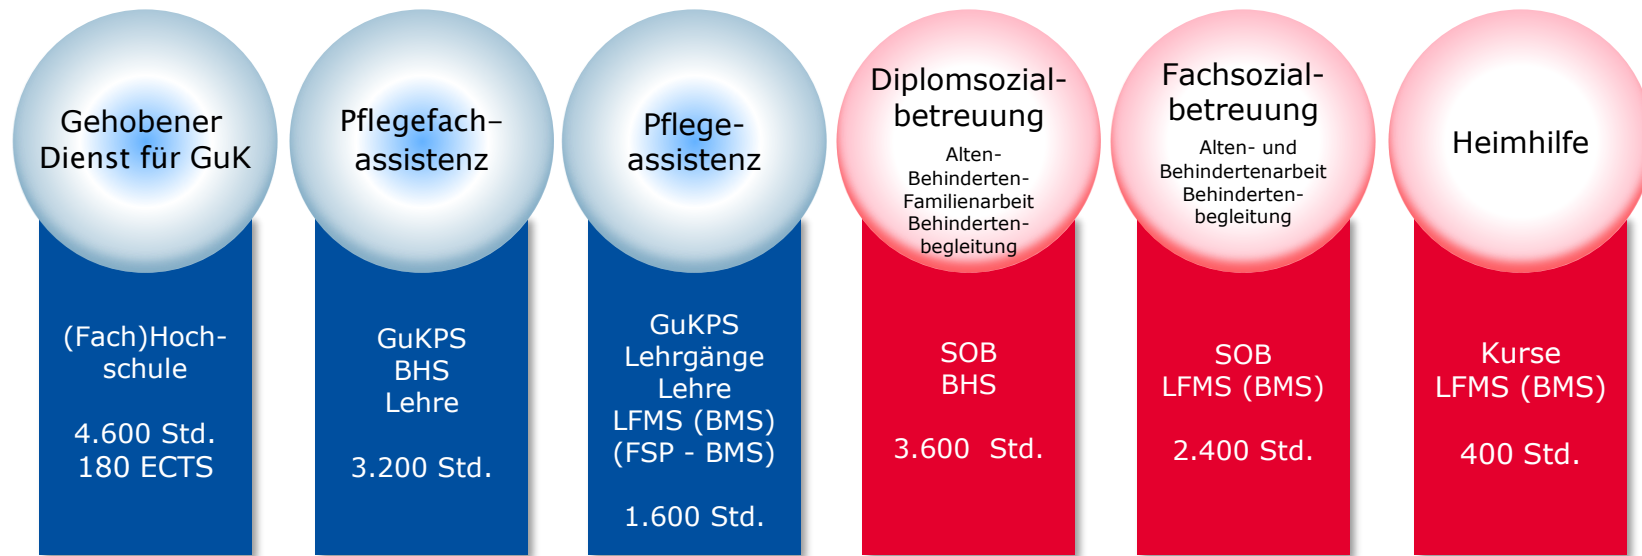 Gehobener
Dienst für GuK
(Fach)Hoch-
schule
4.600 Std.
180 ECTS
Pflegefach–
assistenz
GuKPS
BHS
Lehre
3.200 Std.
Pflege-
assistenz
GuKPS
Lehrgänge
Lehre
LFMS (BMS)
(FSP - BMS)
1.600 Std.
Diplomsozial-
betreuung
Alten-
Behinderten-
Familienarbeit
Behinderten-
begleitung
SOB
BHS
3.600 Std.
Fachsozial-
betreuung
Alten- und
Behindertenarbeit
Behinderten-
begleitung
SOB
LFMS (BMS)
2.400 Std.
Heimhilfe
Kurse
LFMS (BMS)
400 Std.